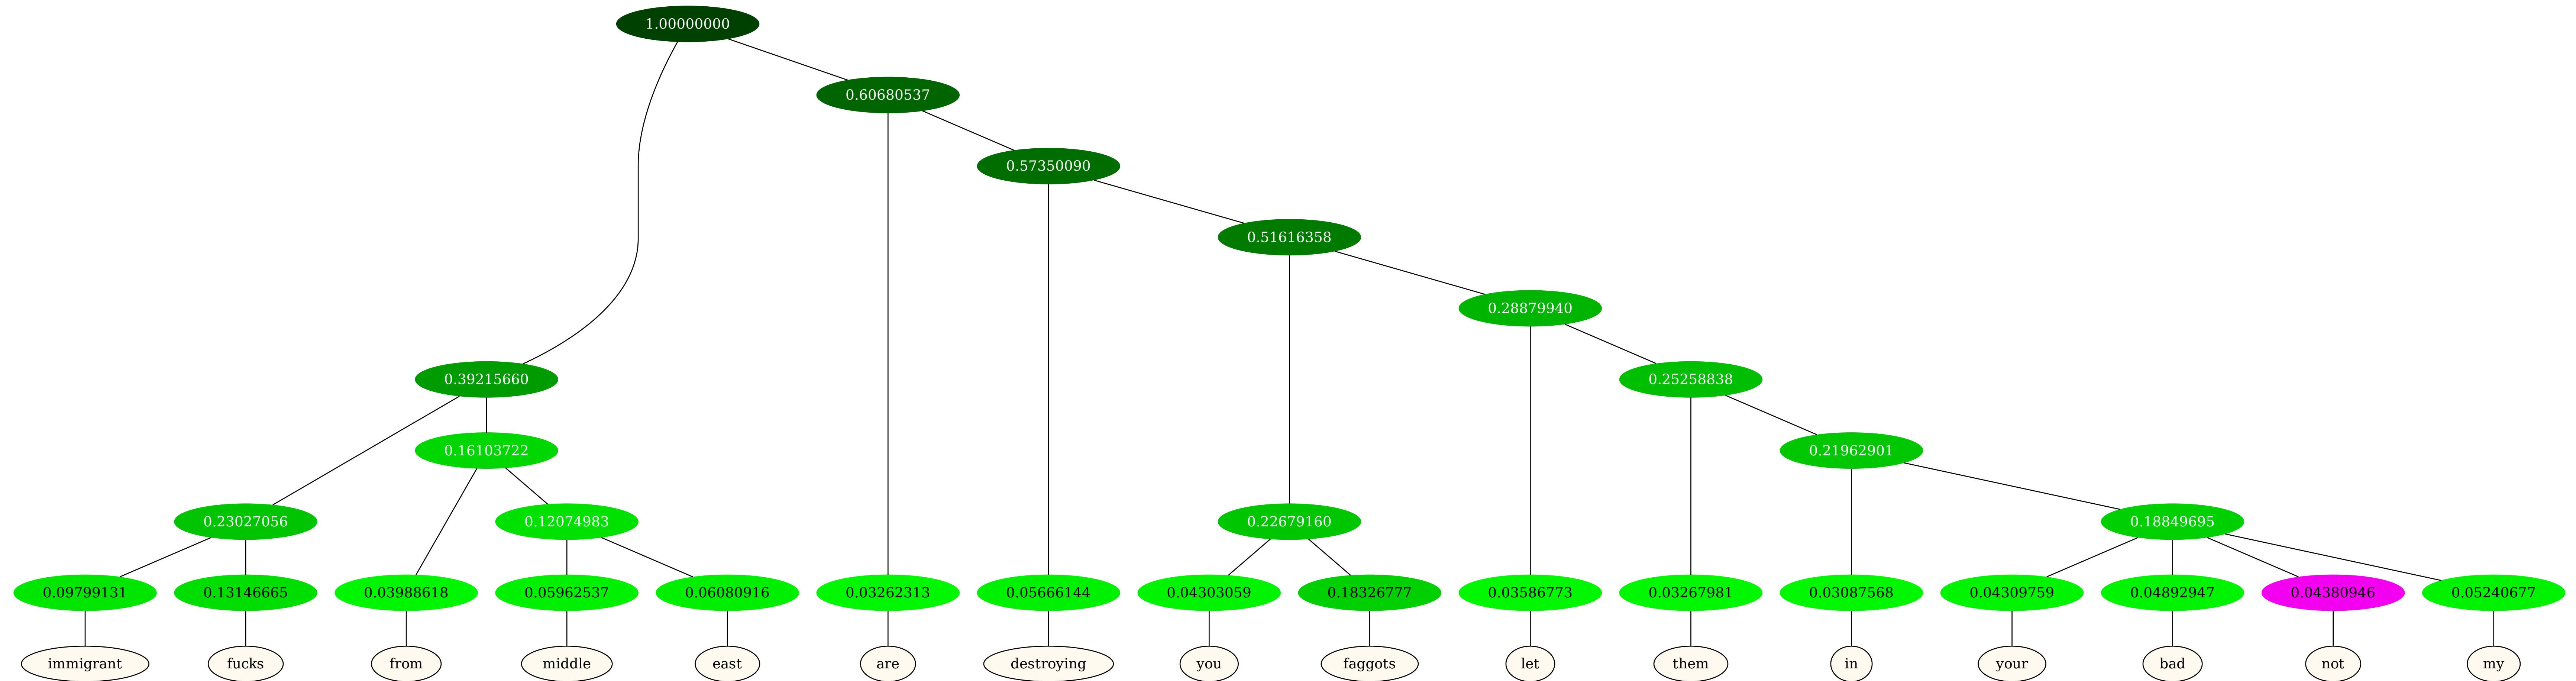 1.00000000
0.60680537
0.57350090
0.51616358
0.28879940
0.39215660 0.25258838
0.16103722 0.21962901
0.23027056 0.12074983 0.22679160 0.18849695
0.09799131 0.13146665 0.03988618 0.05962537 0.06080916 0.03262313 0.05666144 0.04303059 0.18326777 0.03586773 0.03267981 0.03087568 0.04309759 0.04892947 0.04380946 0.05240677
immigrant fucks from middle east are destroying you faggots let them in your bad not my